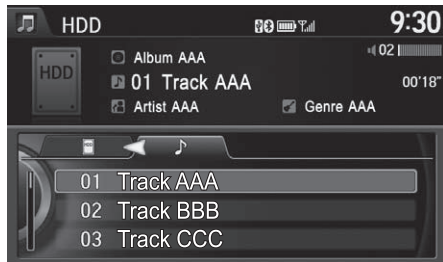 HDD 9:30
02
HDD
Album AAA
01 Track AAA 00'18"
Artist AAA Genre AAA
01 Track AAA
02 Track BBB
03 Track CCC